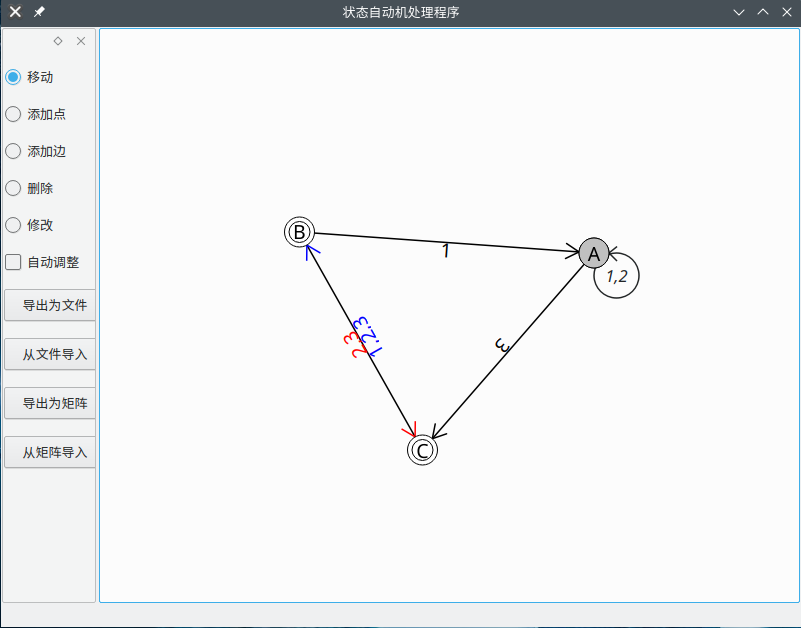 状态自动机处理程序
移动
添加点
添加边
删除
修改
自动调整
导出为文件
从文件导入
导出为矩阵
从矩阵导入
B
1
A
1,2
1,2,3
2,3
3
C